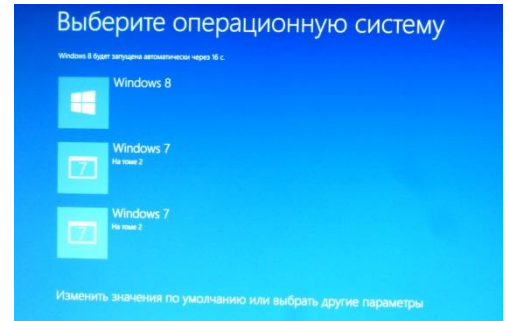 Выберите операционную систему
Windows 8 будет запущена автоматически через 16 с.
Windows 8
Windows 7
На томе 2
Windows 7
На томе 2
Изменить значения по умолчанию или выбрать другие параметры